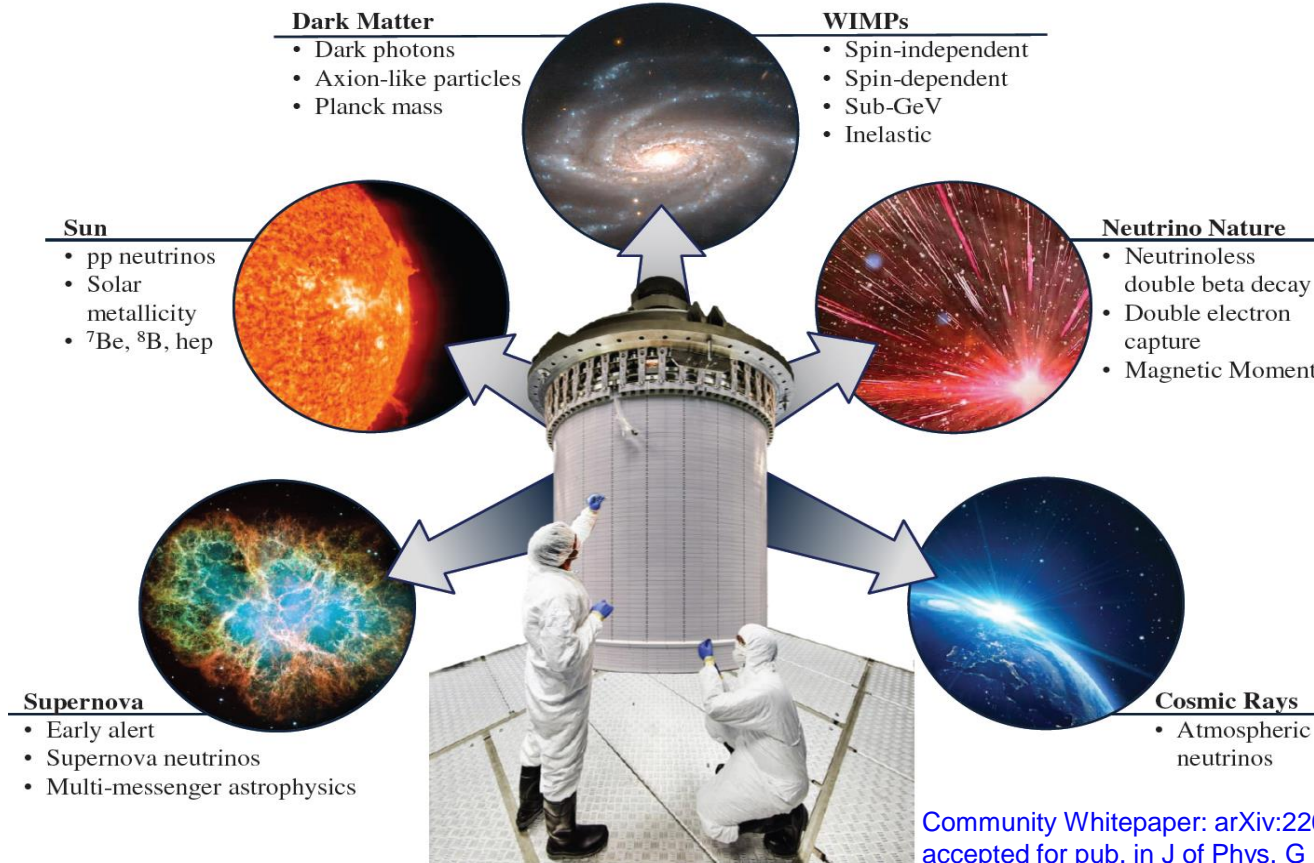 Dark Matter
• Dark photons
• Axion-like particles
• Planck mass
WIMPs
• Spin-independent
• Spin-dependent
• Sub-GeV
• Inelastic
Sun
• pp neutrinos
• Solar
metallicity
• ⁷Be, ⁸B, hep
Neutrino Nature
• Neutrinoless
double beta decay
• Double electron
capture
• Magnetic Moment
Supernova
• Early alert
• Supernova neutrinos
• Multi-messenger astrophysics
Cosmic Rays
• Atmospheric
neutrinos
Community Whitepaper:
accepted for pub. in J of Phys. G